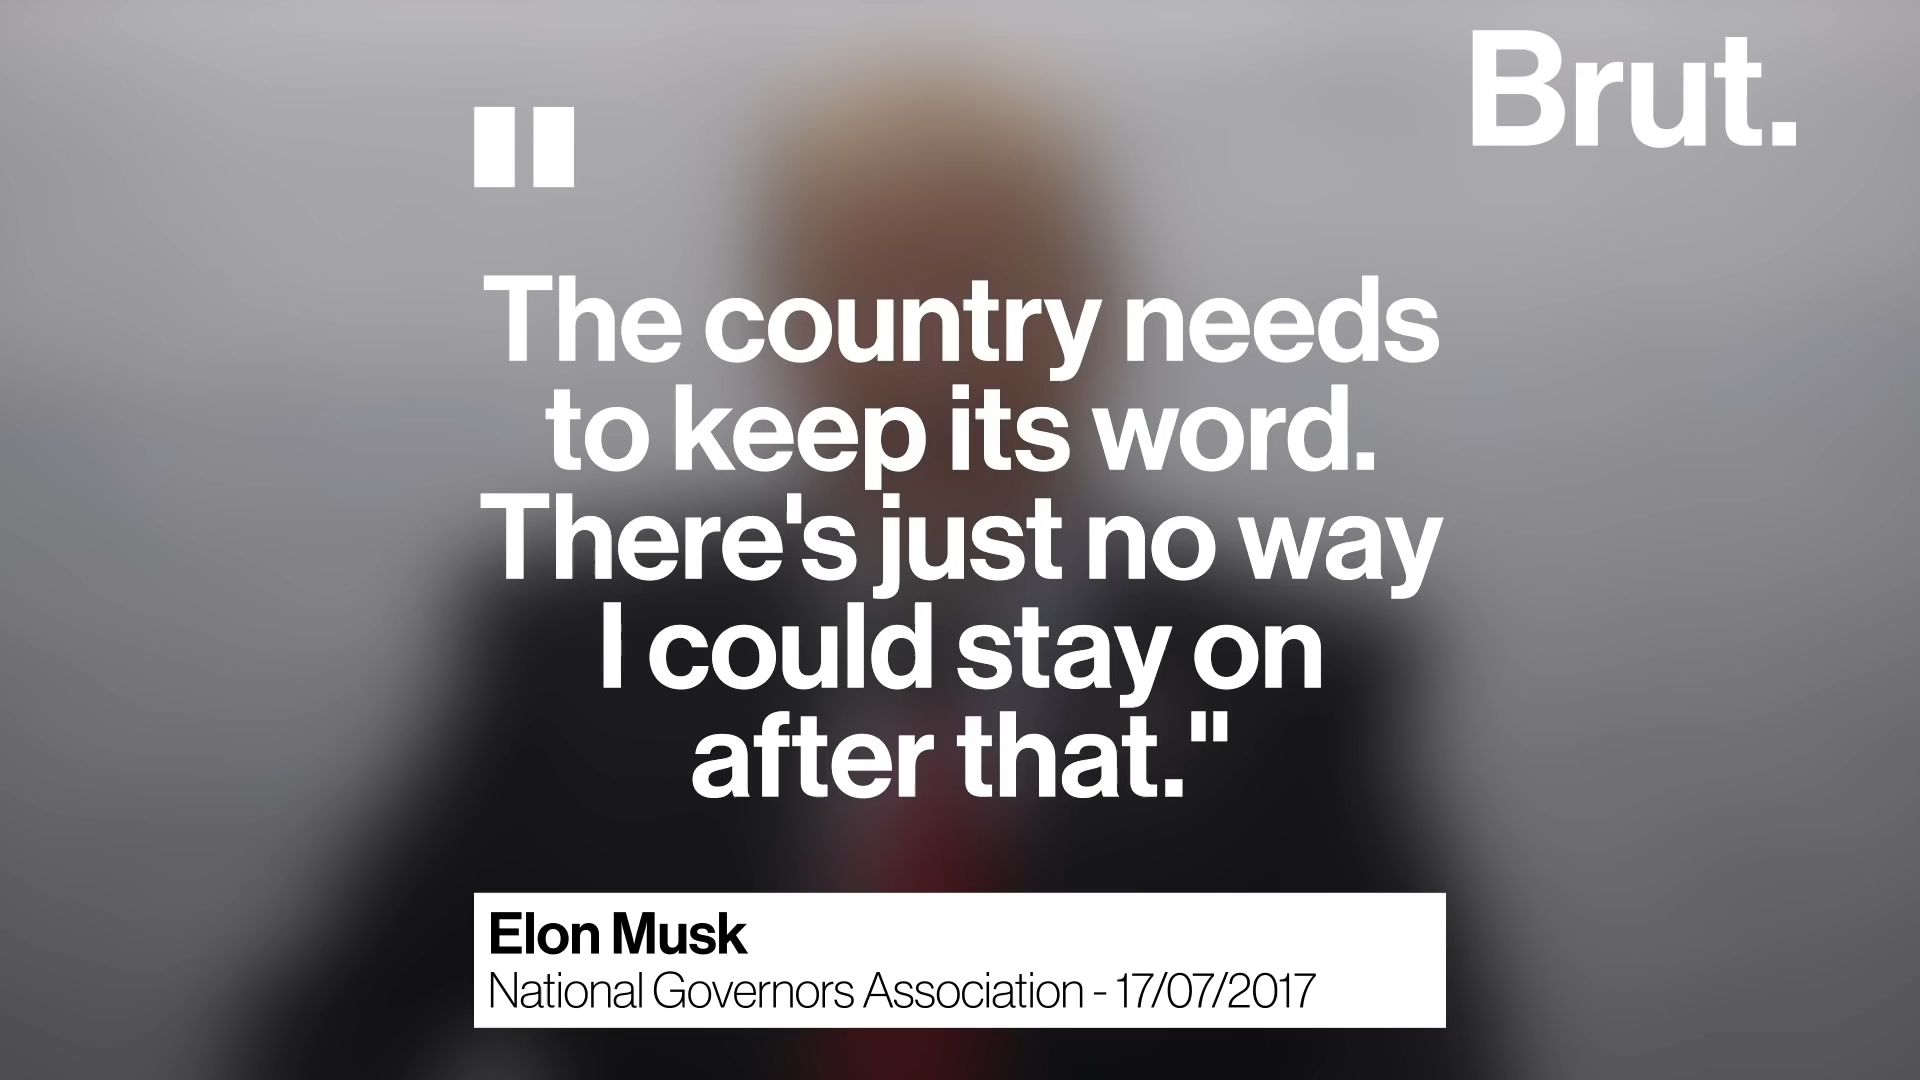 Brut.
"
The country needs
to keep its word.
There's just no way
I could stay on
after that."
Elon Musk
National Governors Association - 17/07/2017